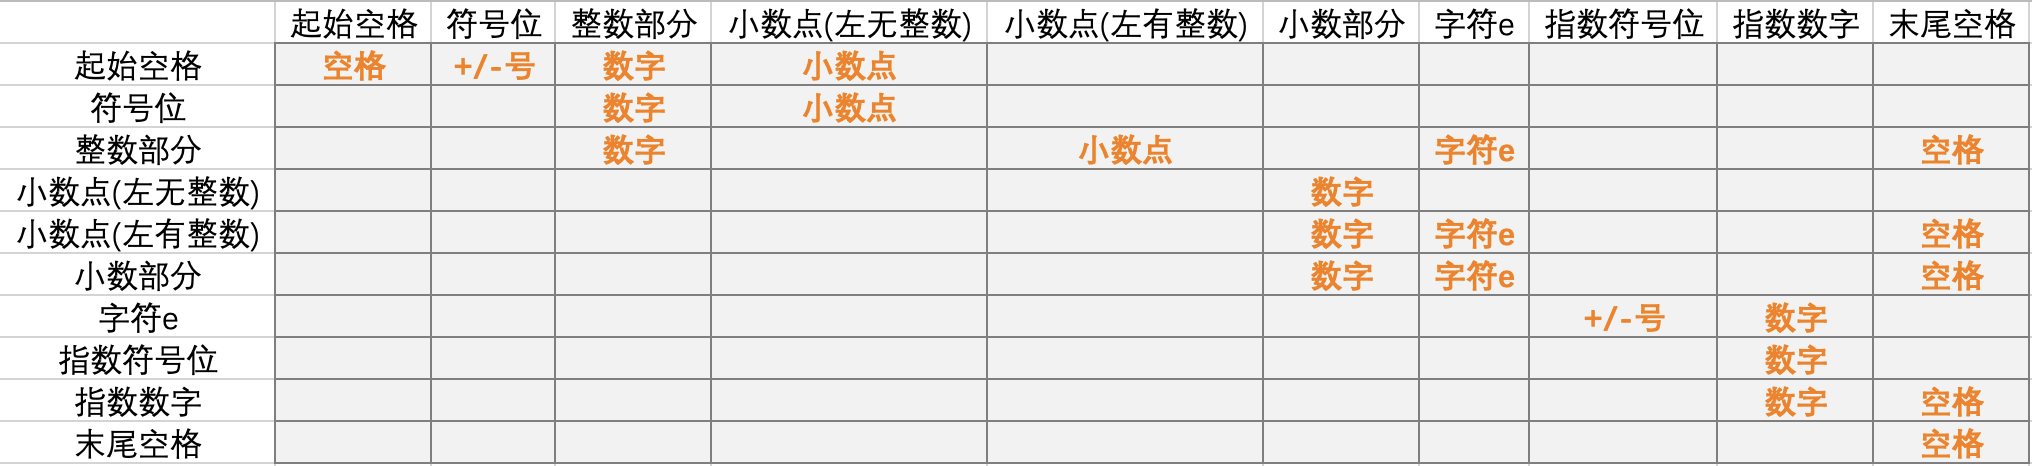 起始空格 符号位 整数部分 小数点(左无整数) 小数点(左有整数) 小数部分 字符e 指数符号位 指数数字 末尾空格
起始空格 空格 +/-号 数字 小数点
符号位 数字 小数点
整数部分 数字 小数点 字符e 空格
小数点(左无整数) 数字
小数点(左有整数) 数字 字符e 空格
小数部分 数字 字符e 空格
字符e +/-号 数字
指数符号位 数字
指数数字 数字 空格
末尾空格 空格